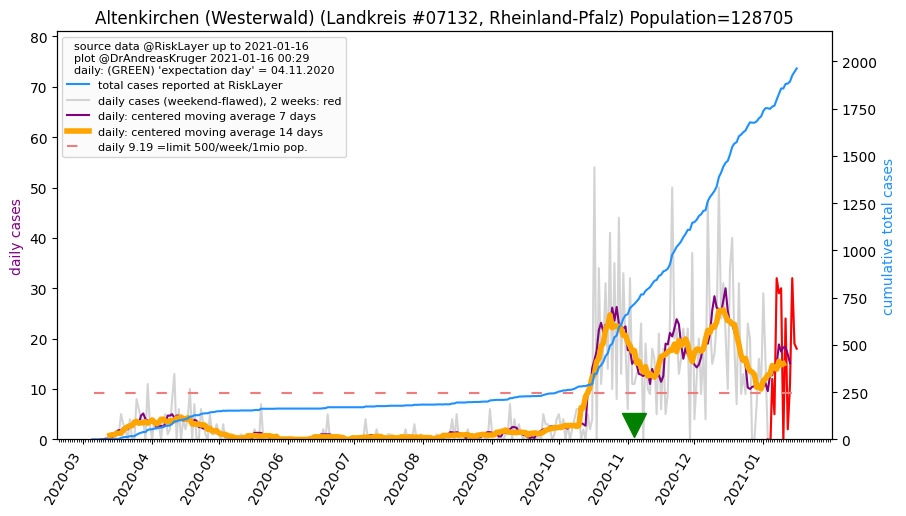 Altenkirchen (Westerwald) (Landkreis #07132, Rheinland-Pfalz) Population=128705
source data @RiskLayer up to 2021-01-16
plot @DrAndreasKruger 2021-01-16 00:29
daily: (GREEN) 'expectation day' = 04.11.2020
total cases reported at RiskLayer
daily cases (weekend-flawed), 2 weeks: red
daily: centered moving average 7 days
daily: centered moving average 14 days
daily 9.19 =limit 500/week/1mio pop.
daily cases
80
70
60
50
40
30
20
10
0
cumulative total cases
2000
1750
1500
1250
1000
750
500
250
0
2020-03
2020-04
2020-05
2020-06
2020-07
2020-08
2020-09
2020-10
2020-11
2020-12
2021-01